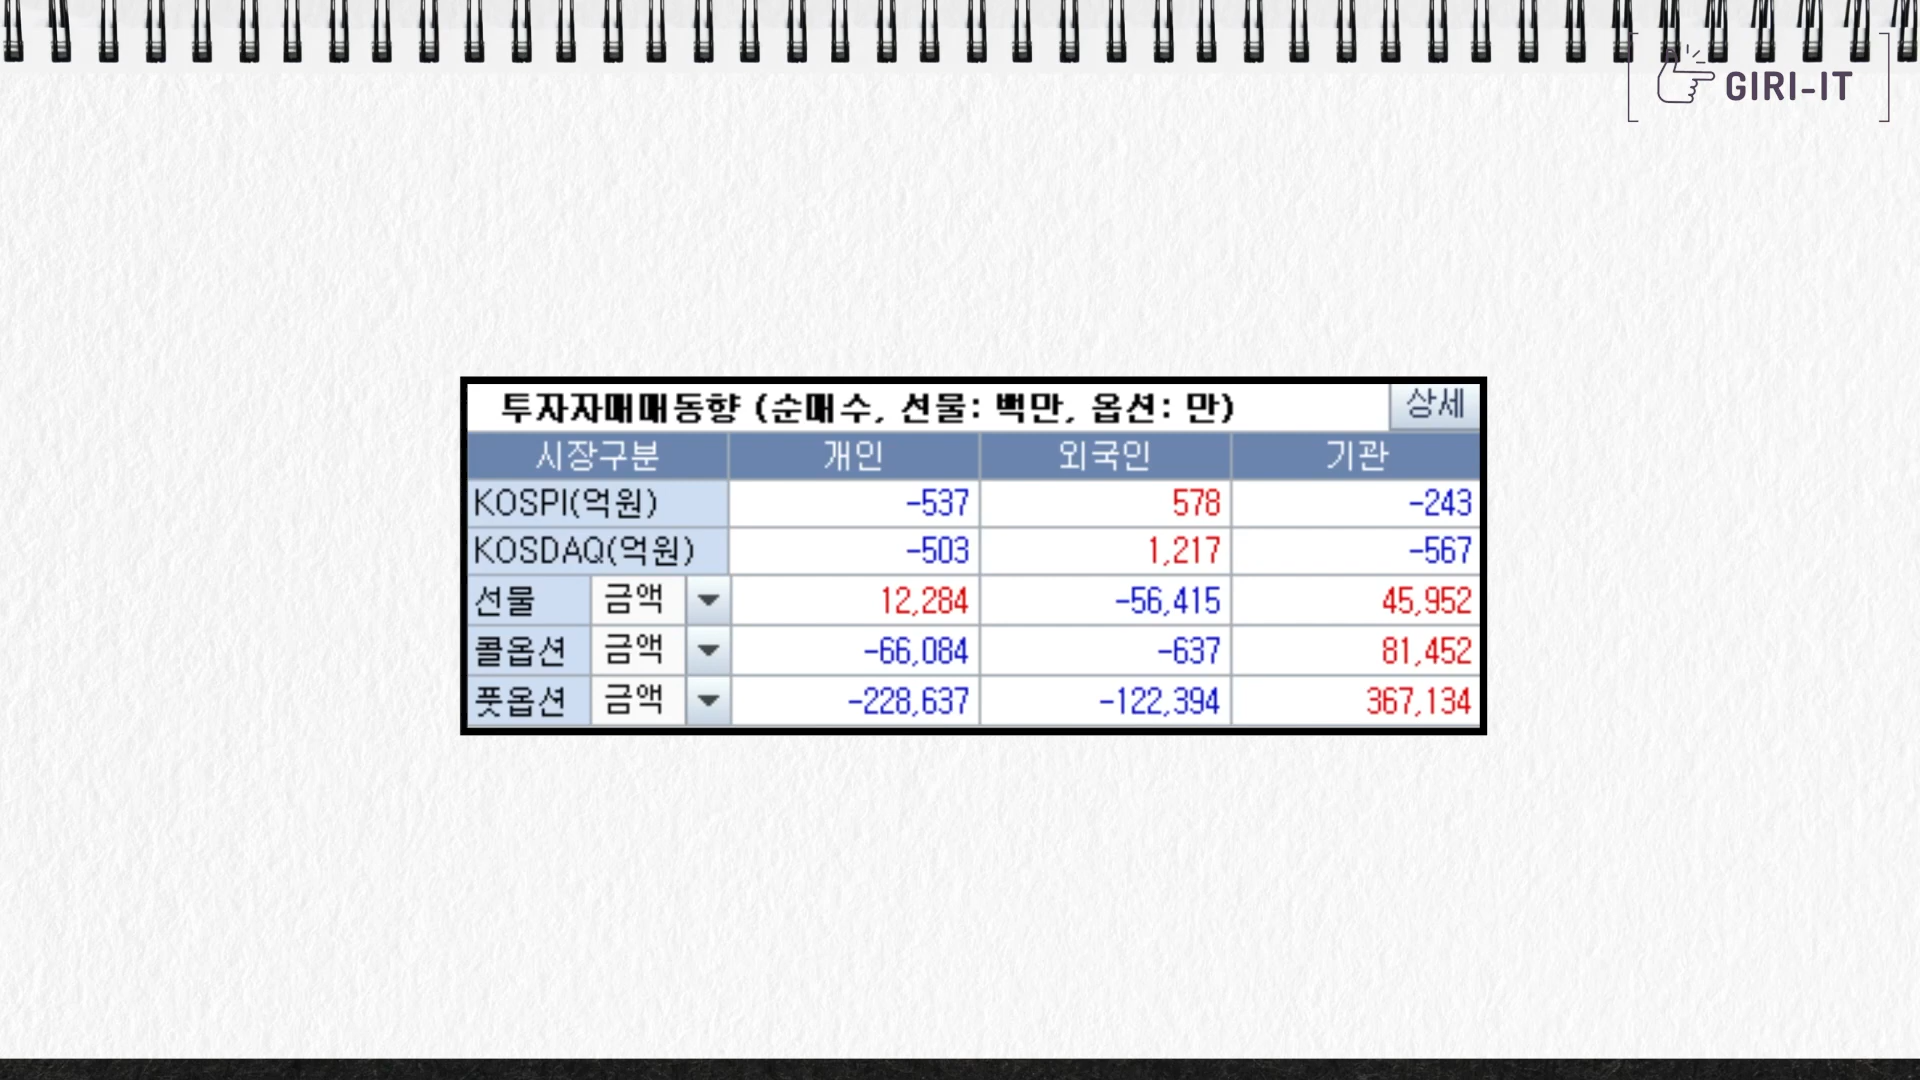 GIRI-IT
투자자매매동향 (순매수, 선물: 백만, 옵션: 만) 상세
시장구분 개인 외국인 기관
KOSPI(억원) -537 578 -243
KOSDAQ(억원) -503 1,217 -567
선물 금액 12,284 -56,415 45,952
콜옵션 금액 -66,084 -637 81,452
풋옵션 금액 -228,637 -122,394 367,134